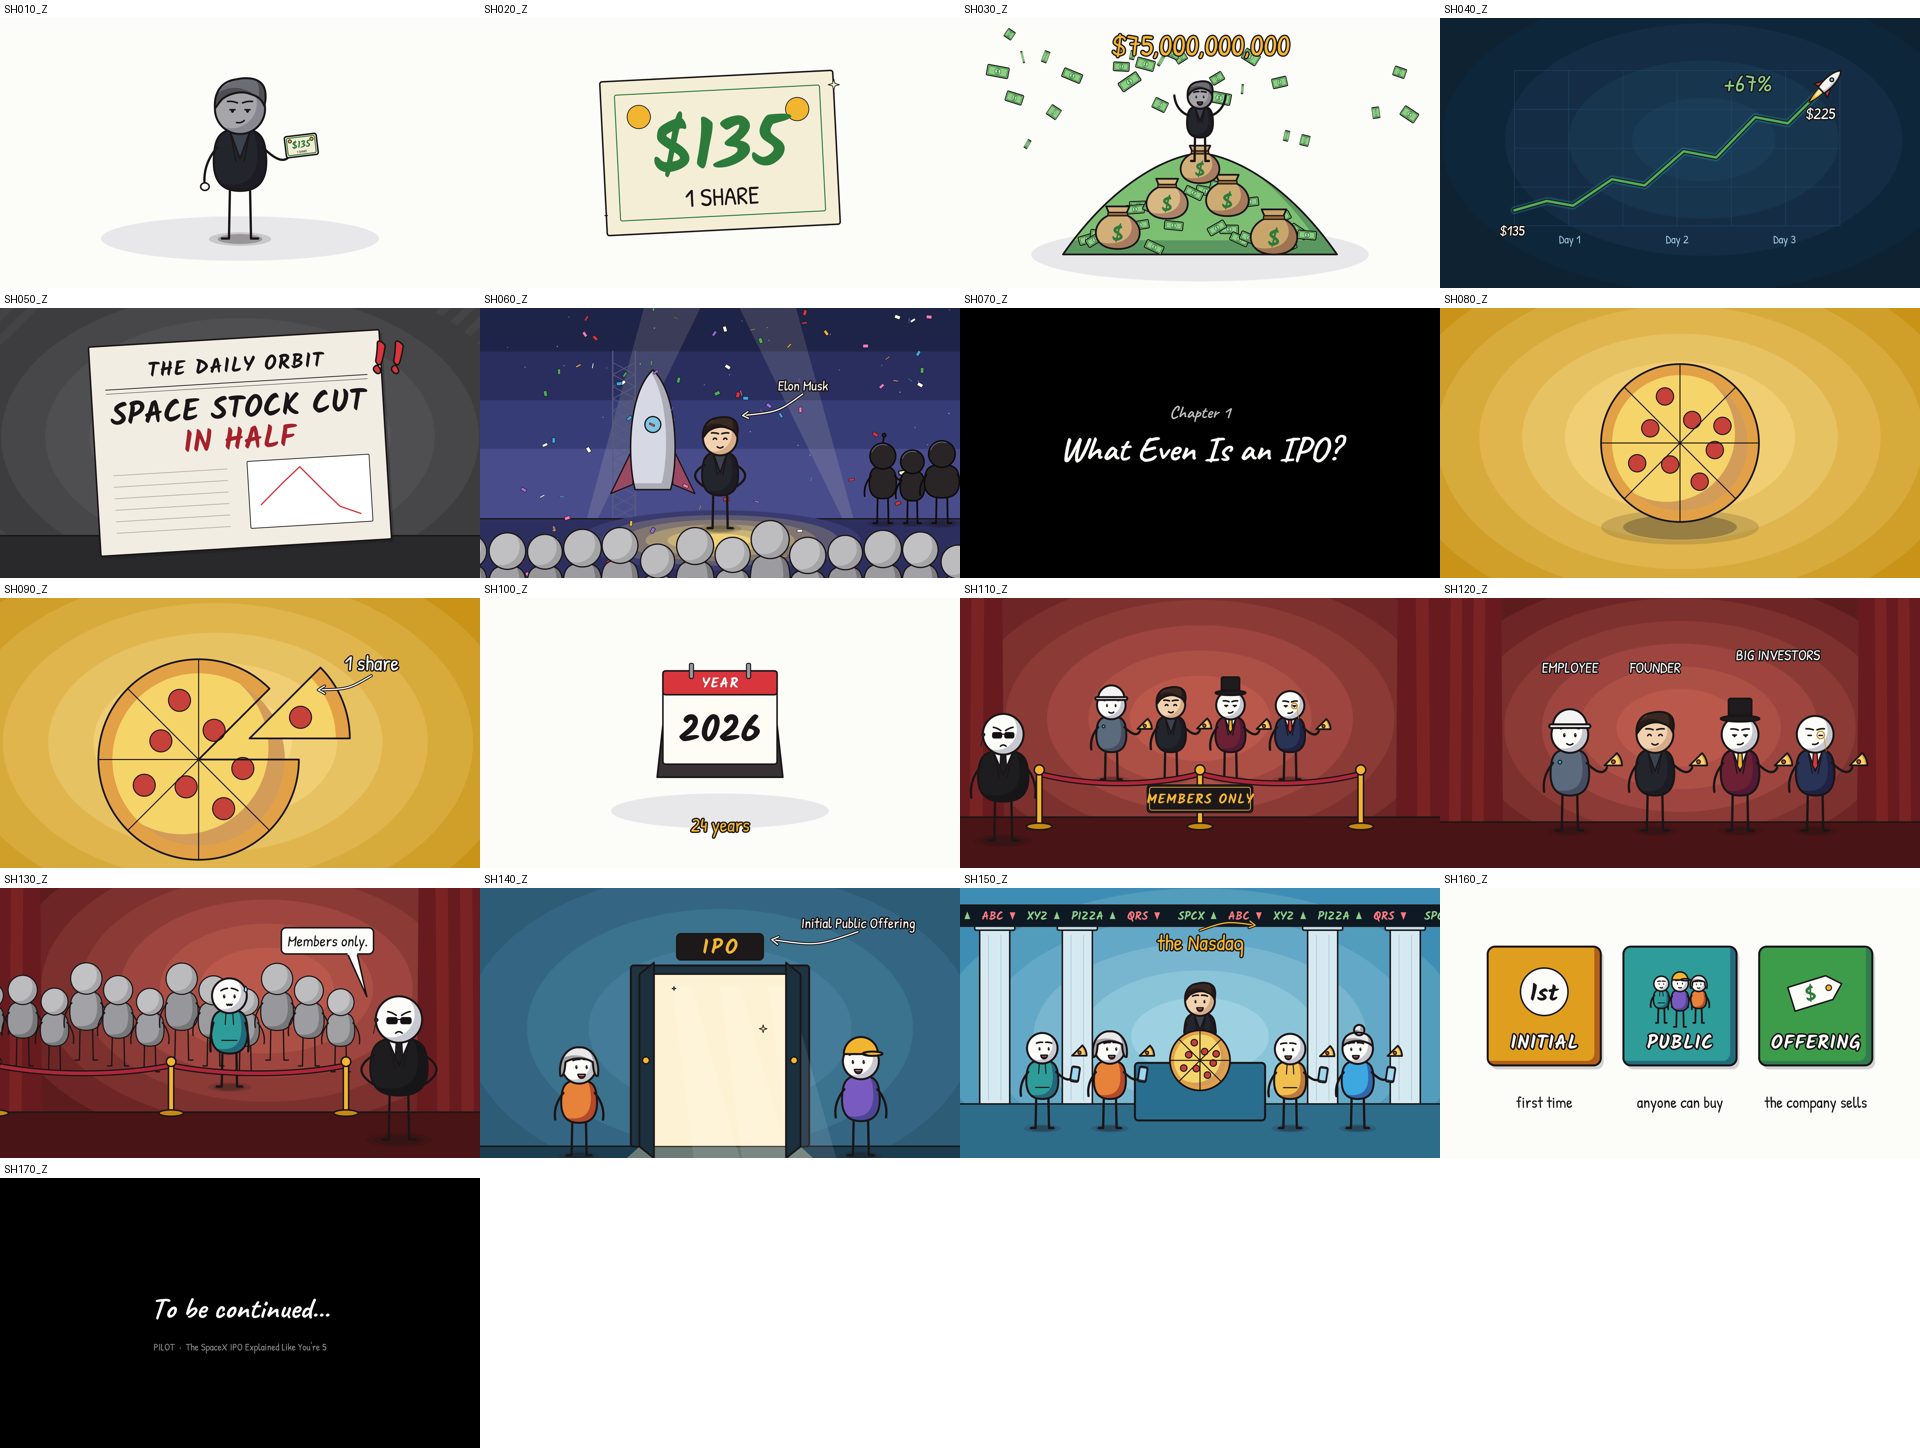 SH010_Z
SH020_Z
SH030_Z
SH040_Z
$135
1 SHARE
$135
1 SHARE
$75,000,000,000
$
$
$
$
$
+67%
$225
$135
Day 1
Day 2
Day 3
SH050_Z
SH060_Z
SH070_Z
SH080_Z
THE DAILY ORBIT
SPACE STOCK CUT
IN HALF
!!
Elon Musk
Chapter 1
What Even Is an IPO?
SH090_Z
SH100_Z
SH110_Z
SH120_Z
1 share
YEAR
2026
24 years
MEMBERS ONLY
EMPLOYEE
FOUNDER
BIG INVESTORS
SH130_Z
SH140_Z
SH150_Z
SH160_Z
Members only.
IPO
Initial Public Offering
▲ ABC ▼ XYZ ▲ PIZZA ▲ QRS ▼ SPCX ▲ ABC ▼ XYZ ▲ PIZZA ▲ QRS ▼ SPC
the Nasdaq
1st
INITIAL
first time
PUBLIC
anyone can buy
$
OFFERING
the company sells
SH170_Z
To be continued...
PILOT · The SpaceX IPO Explained Like You're 5